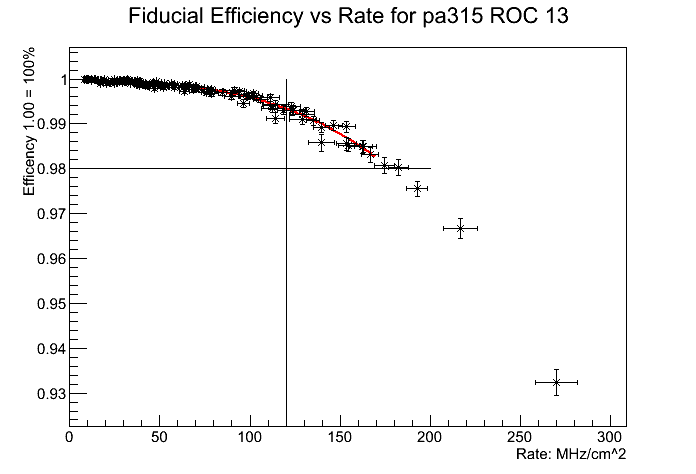 Fiducial Efficiency vs Rate for pa315 ROC 13
Efficency 1.00 = 100%
1
0.99
0.98
0.97
0.96
0.95
0.94
0.93
0 50 100 150 200 250 300
Rate: MHz/cm^2